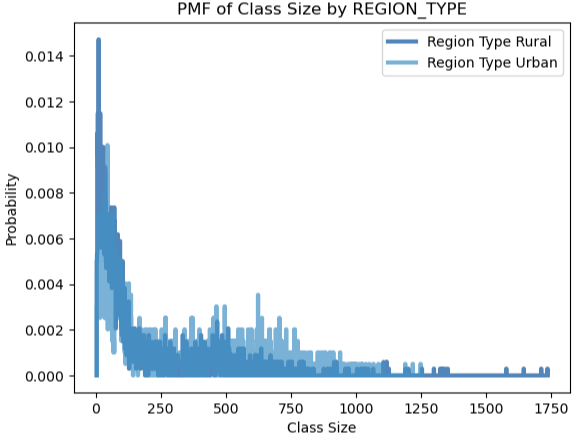 PMF of Class Size by REGION_TYPE
Region Type Rural
Region Type Urban
0.014
0.012
0.010
0.008
0.006
0.004
0.002
0.000
Probability
0 250 500 750 1000 1250 1500 1750
Class Size